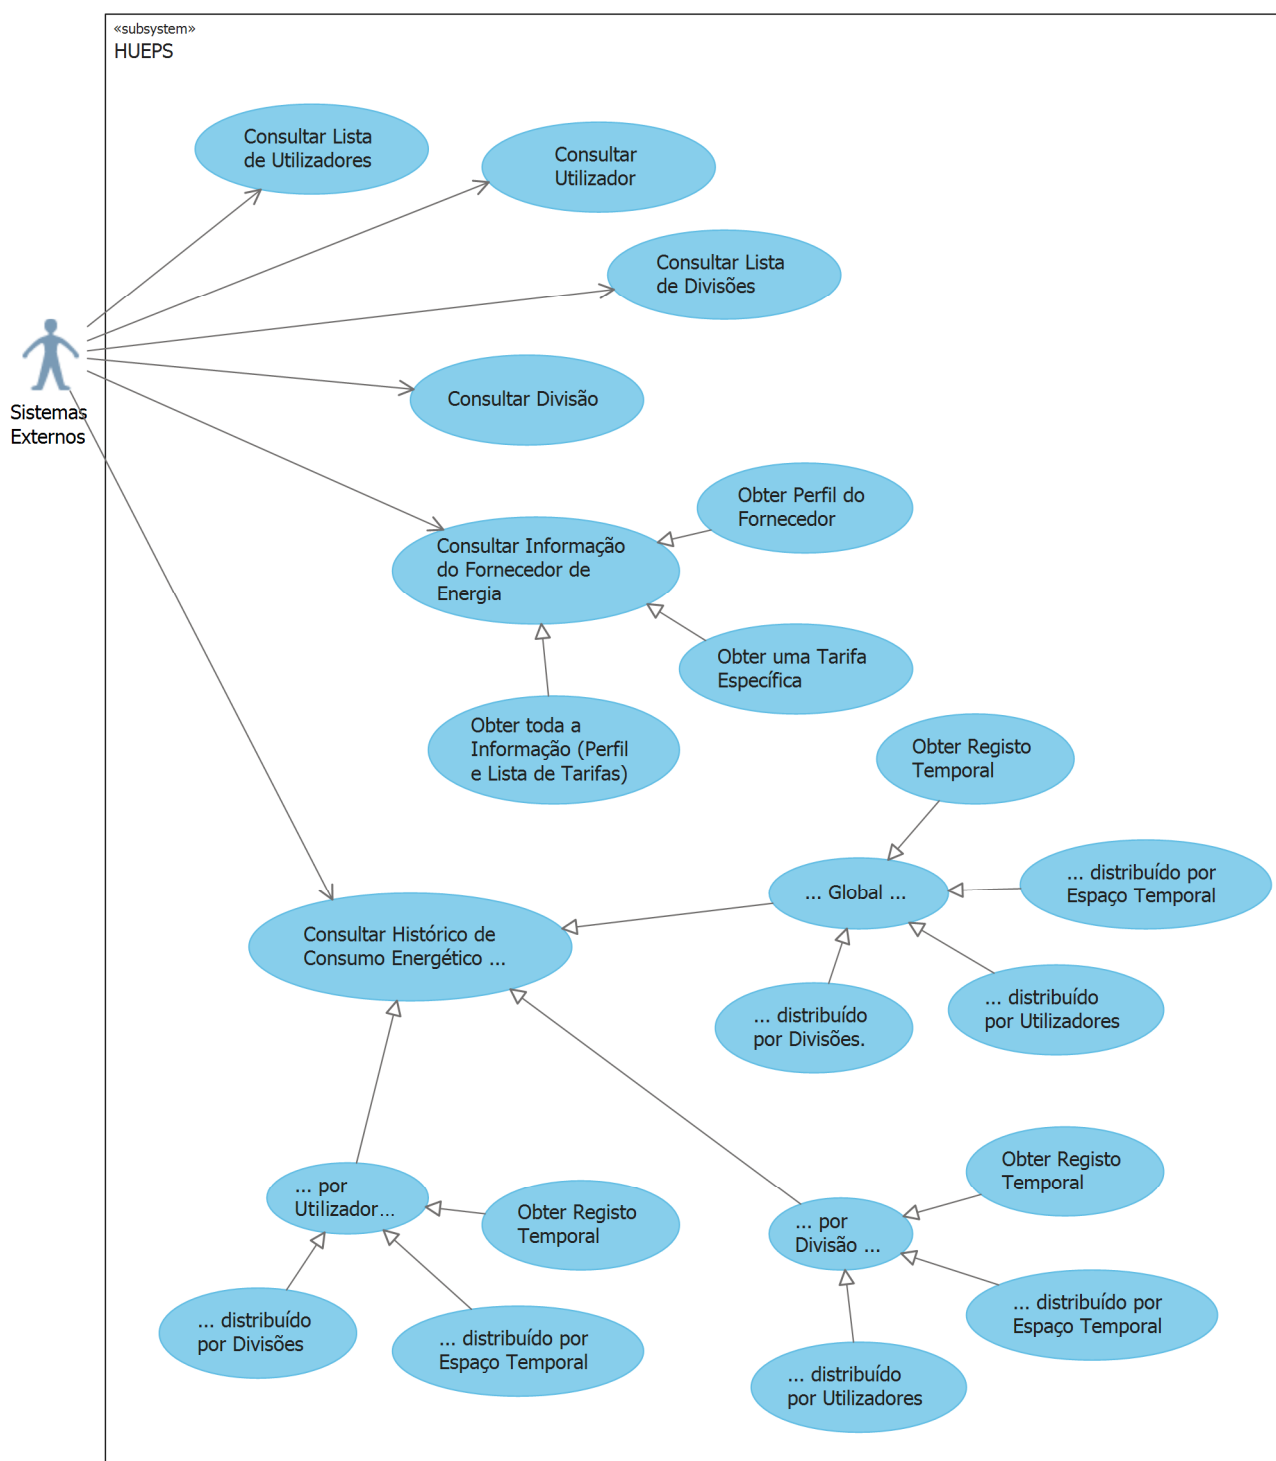 «subsystem»
HUEPS
Consultar Lista
de Utilizadores
Consultar
Utilizador
Consultar Lista
de Divisões
Sistemas
Externos
Consultar Divisão
Obter Perfil do
Fornecedor
Consultar Informação
do Fornecedor de
Energia
Obter uma Tarifa
Específica
Obter toda a
Informação (Perfil
e Lista de Tarifas)
Obter Registo
Temporal
... Global ...
... distribuído por
Espaço Temporal
Consultar Histórico de
Consumo Energético ...
... distribuído
por Utilizadores
... distribuído
por Divisões.
... por
Utilizador...
Obter Registo
Temporal
Obter Registo
Temporal
... por
Divisão ...
... distribuído
por Divisões
... distribuído por
Espaço Temporal
... distribuído por
Espaço Temporal
... distribuído
por Utilizadores